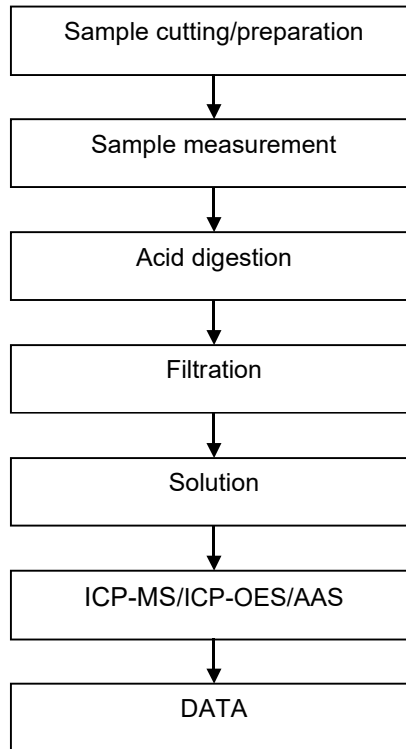 Sample cutting/preparation
Sample measurement
Acid digestion
Filtration
Solution
ICP-MS/ICP-OES/AAS
DATA